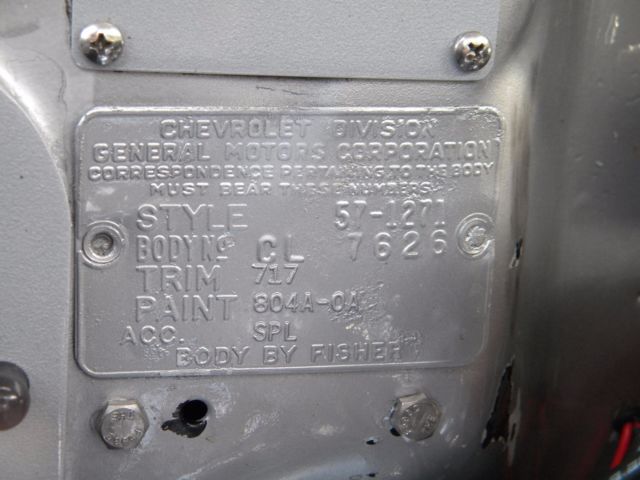 CHEVROLET DIVISION
GENERAL MOTORS CORPORATION
CORRESPONDENCE PERTAINING TO THE BODY
MUST BEAR THESE NUMBERS
STYLE 57-1271
BODY No CL 7626
TRIM 717
PAINT 804A-0A
ACC. SPL
BODY BY FISHER